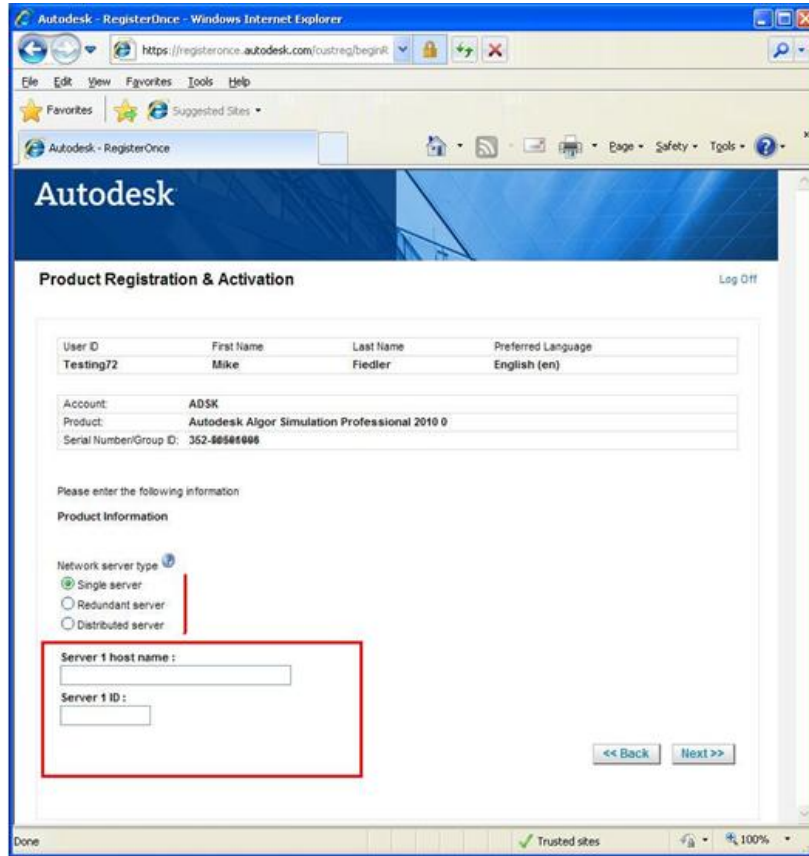 Autodesk - RegisterOnce - Windows Internet Explorer
https://registeronce.autodesk.com/custreg/beginR
File Edit View Favorites Tools Help
Favorites Suggested Sites
Autodesk - RegisterOnce Page Safety Tools
Autodesk
Product Registration & Activation Log Off
User ID First Name Last Name Preferred Language
Testing72 Mike Fiedler English (en)
Account: ADSK
Product: Autodesk Algor Simulation Professional 2010 0
Serial Number/Group ID: 352-
Please enter the following information
Product Information
Network server type
Single server
Redundant server
Distributed server
Server 1 host name :
Server 1 ID :
<< Back Next >>
Done Trusted sites 100%